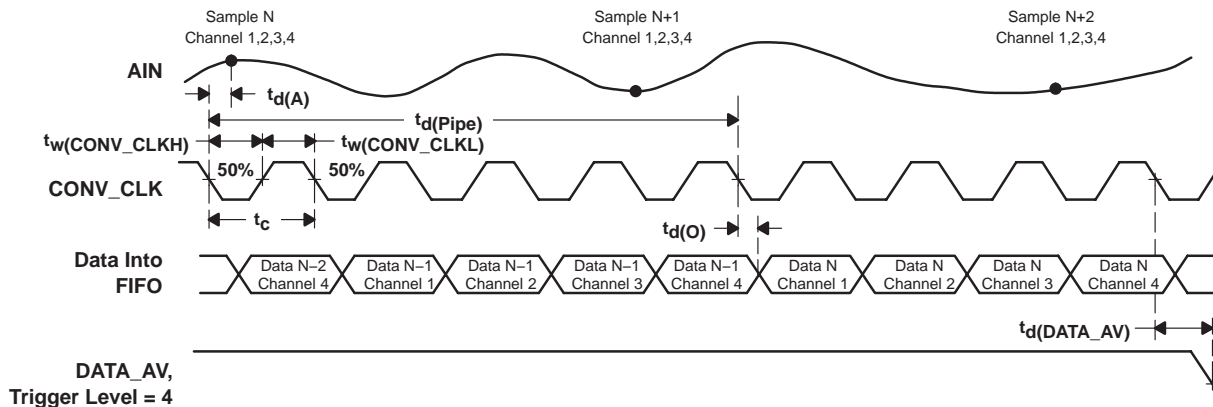 Sample N
Channel 1,2,3,4
Sample N+1
Channel 1,2,3,4
Sample N+2
Channel 1,2,3,4
AIN
td(A)
td(Pipe)
tw(CONV_CLKH)
tw(CONV_CLKL)
50%
50%
CONV_CLK
tc
td(O)
Data Into
FIFO
Data N–2
Channel 4
Data N–1
Channel 1
Data N–1
Channel 2
Data N–1
Channel 3
Data N–1
Channel 4
Data N
Channel 1
Data N
Channel 2
Data N
Channel 3
Data N
Channel 4
td(DATA_AV)
DATA_AV,
Trigger Level = 4